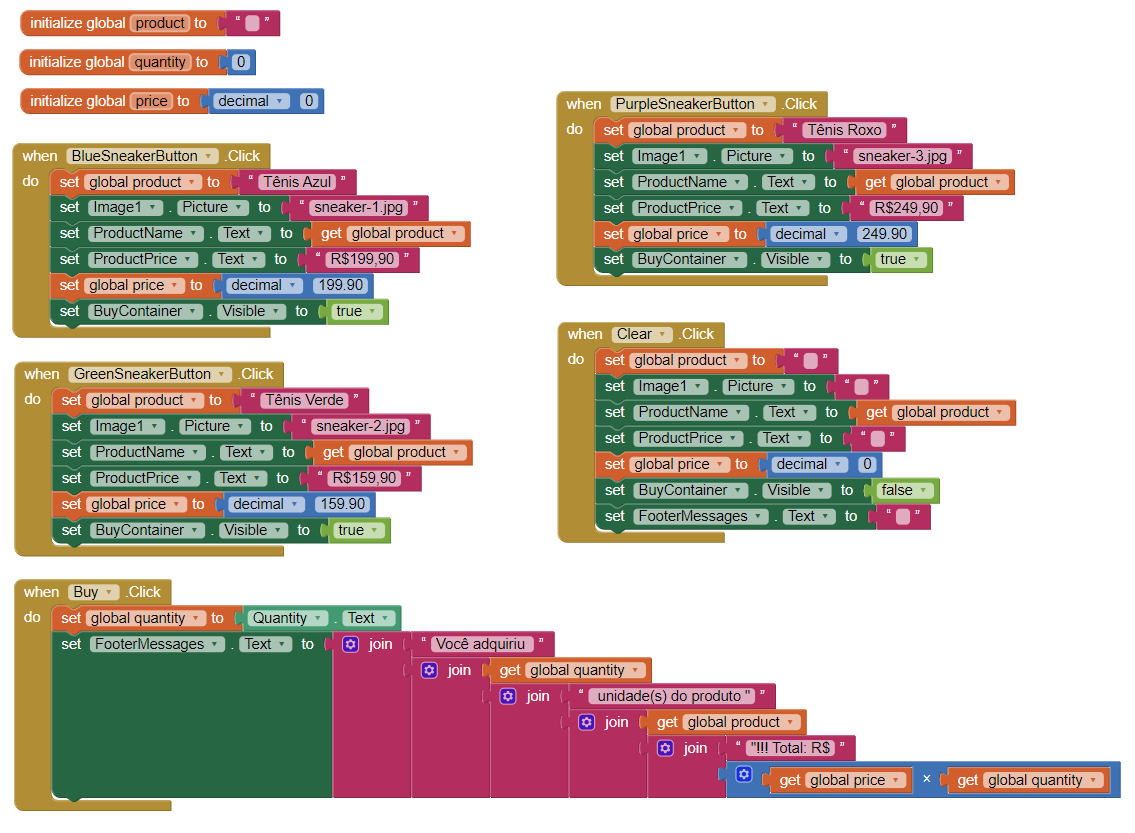 initialize global product to " "
initialize global quantity to 0
initialize global price to decimal 0
when BlueSneakerButton .Click
do set global product to " Tênis Azul "
set Image1 . Picture to " sneaker-1.jpg "
set ProductName . Text to get global product
set ProductPrice . Text to " R$199,90 "
set global price to decimal 199.90
set BuyContainer . Visible to true
when GreenSneakerButton .Click
do set global product to " Tênis Verde "
set Image1 . Picture to " sneaker-2.jpg "
set ProductName . Text to get global product
set ProductPrice . Text to " R$159,90 "
set global price to decimal 159.90
set BuyContainer . Visible to true
when PurpleSneakerButton .Click
do set global product to " Tênis Roxo "
set Image1 . Picture to " sneaker-3.jpg "
set ProductName . Text to get global product
set ProductPrice . Text to " R$249,90 "
set global price to decimal 249.90
set BuyContainer . Visible to true
when Clear .Click
do set global product to " "
set Image1 . Picture to " "
set ProductName . Text to get global product
set ProductPrice . Text to " "
set global price to decimal 0
set BuyContainer . Visible to false
set FooterMessages . Text to " "
when Buy .Click
do set global quantity to Quantity . Text
set FooterMessages . Text to join " Você adquiriu "
join get global quantity
join " unidade(s) do produto " "
join get global product
join " "!!! Total: R$ "
get global price × get global quantity